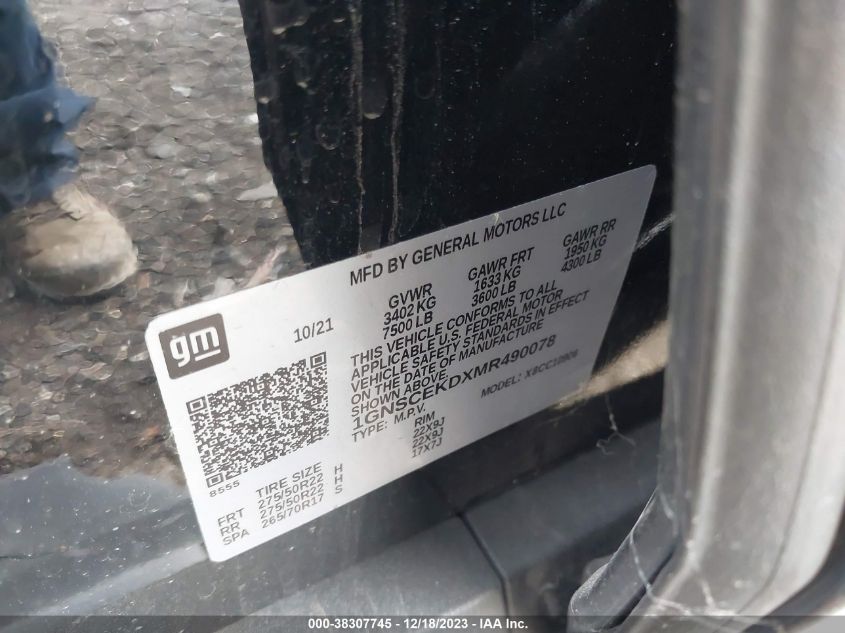 MFD BY GENERAL MOTORS LLC
gm
10/21
GVWR GAWR FRT GAWR RR
3402 KG 1633 KG 1950 KG
7500 LB 3600 LB 4300 LB
THIS VEHICLE CONFORMS TO ALL
APPLICABLE U.S. FEDERAL MOTOR
VEHICLE SAFETY STANDARDS IN EFFECT
ON THE DATE OF MANUFACTURE
SHOWN ABOVE.
1GNSCEKDXMR490078
TYPE: M.P.V. MODEL: X8CC10906
8555
TIRE SIZE RIM
FRT 275/50R22 H 22X9J
RR 275/50R22 H 22X9J
SPA 265/70R17 S 17X7J
000-38307745 - 12/18/2023 - IAA Inc.